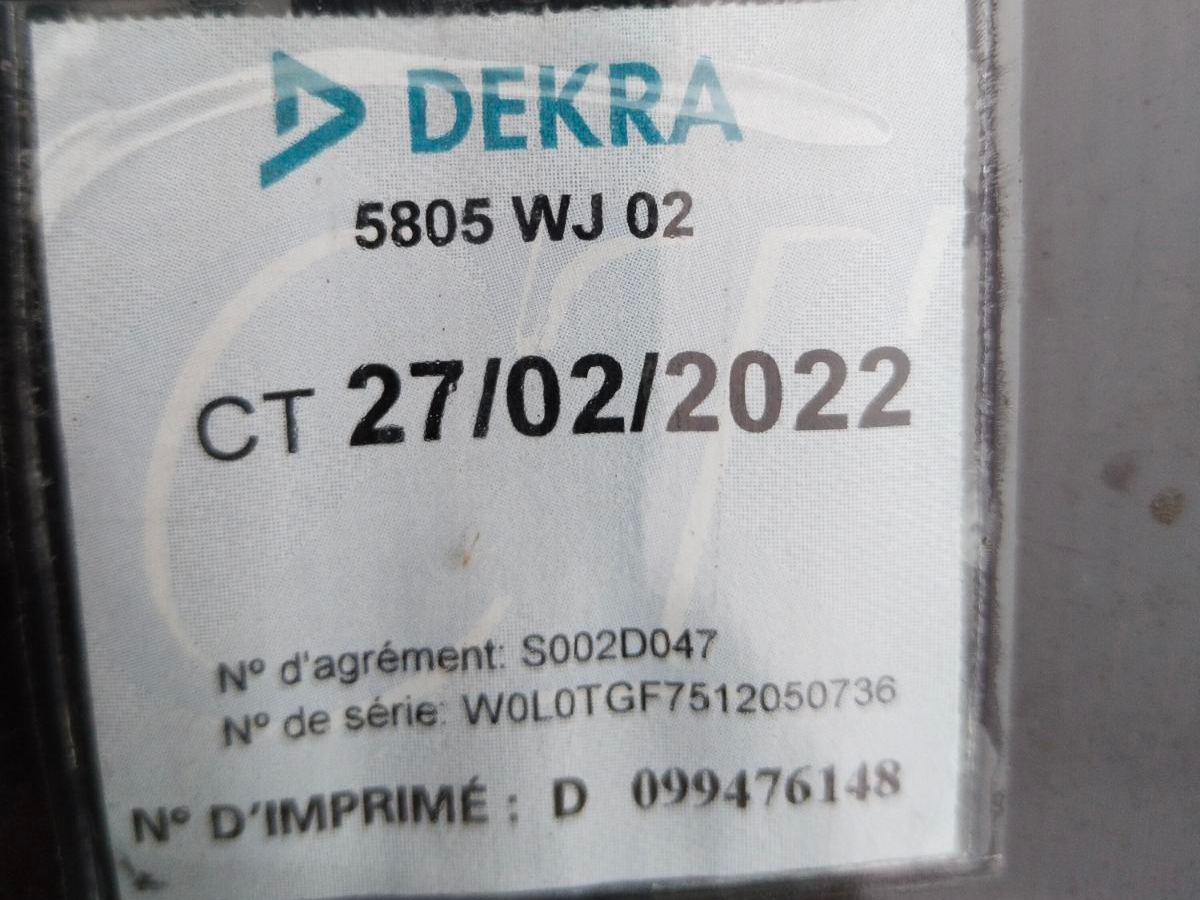 DEKRA
5805 WJ 02
CT 27/02/2022
N° d'agrément: S002D047
N° de série: W0L0TGF7512050736
N° D'IMPRIMÉ : D 099476148